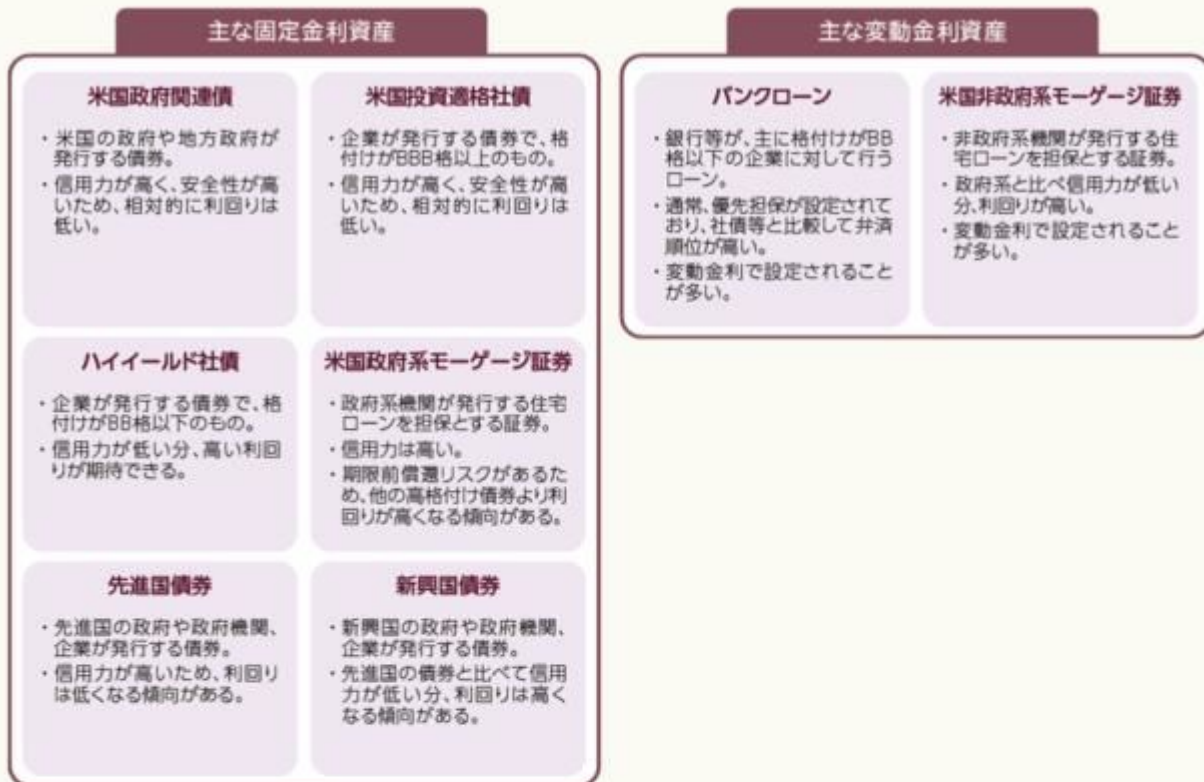 主な固定金利資産
米国政府関連債
・米国の政府や地方政府が
発行する債券。
・信用力が高く、安全性が高
いため、相対的に利回りは
低い。
米国投資適格社債
・企業が発行する債券で、格
付けがBBB格以上のもの。
・信用力が高く、安全性が高
いため、相対的に利回りは
低い。
ハイイールド社債
・企業が発行する債券で、格
付けがBB格以下のもの。
・信用力が低い分、高い利回
りが期待できる。
米国政府系モーゲージ証券
・政府系機関が発行する住宅
ローンを担保とする証券。
・信用力は高い。
・期限前償還リスクがあるた
め、他の高格付け債券より利
回りが高くなる傾向がある。
先進国債券
・先進国の政府や政府機関、
企業が発行する債券。
・信用力が高いため、利回り
は低くなる傾向がある。
新興国債券
・新興国の政府や政府機関、
企業が発行する債券。
・先進国の債券と比べて信用
力が低い分、利回りは高く
なる傾向がある。
主な変動金利資産
バンクローン
・銀行等が、主に格付けがBB
格以下の企業に対して行う
ローン。
・通常、優先担保が設定されて
おり、社債等と比較して弁済
順位が高い。
・変動金利で設定されること
が多い。
米国非政府系モーゲージ証券
・非政府系機関が発行する住
宅ローンを担保とする証券。
・政府系と比べ信用力が低い
分、利回りが高い。
・変動金利で設定されること
が多い。